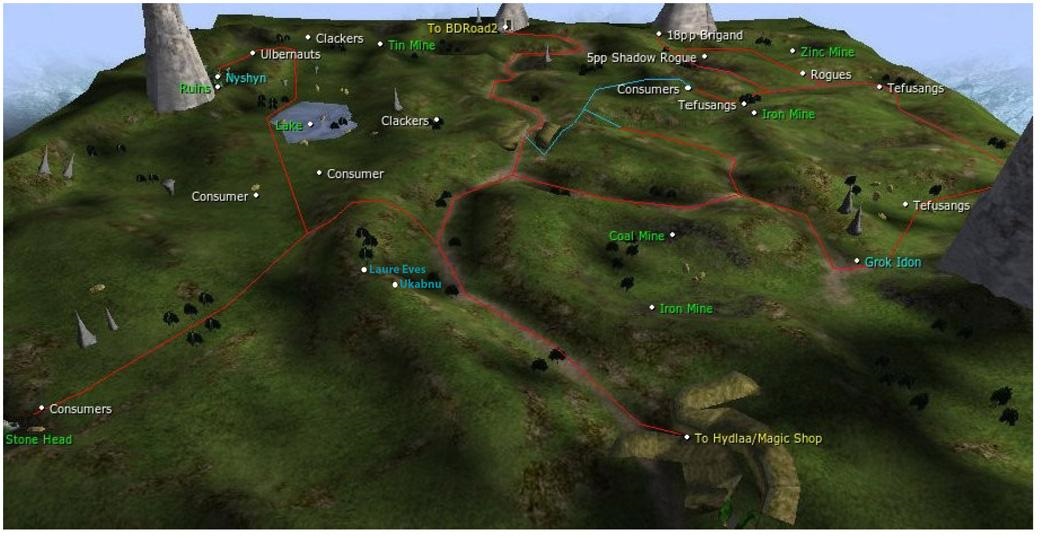 To BDRoad2
Clackers
18pp Brigand
Tin Mine
Ulbernauts
Zinc Mine
5pp Shadow Rogue
Nyshyn
Rogues
Ruins
Consumers
Tefusangs
Tefusangs
Iron Mine
Clackers
Lake
Consumer
Consumer
Tefusangs
Coal Mine
Grok Idon
Laure Eves
Ukabnu
Iron Mine
Consumers
Stone Head
To Hydlaa/Magic Shop